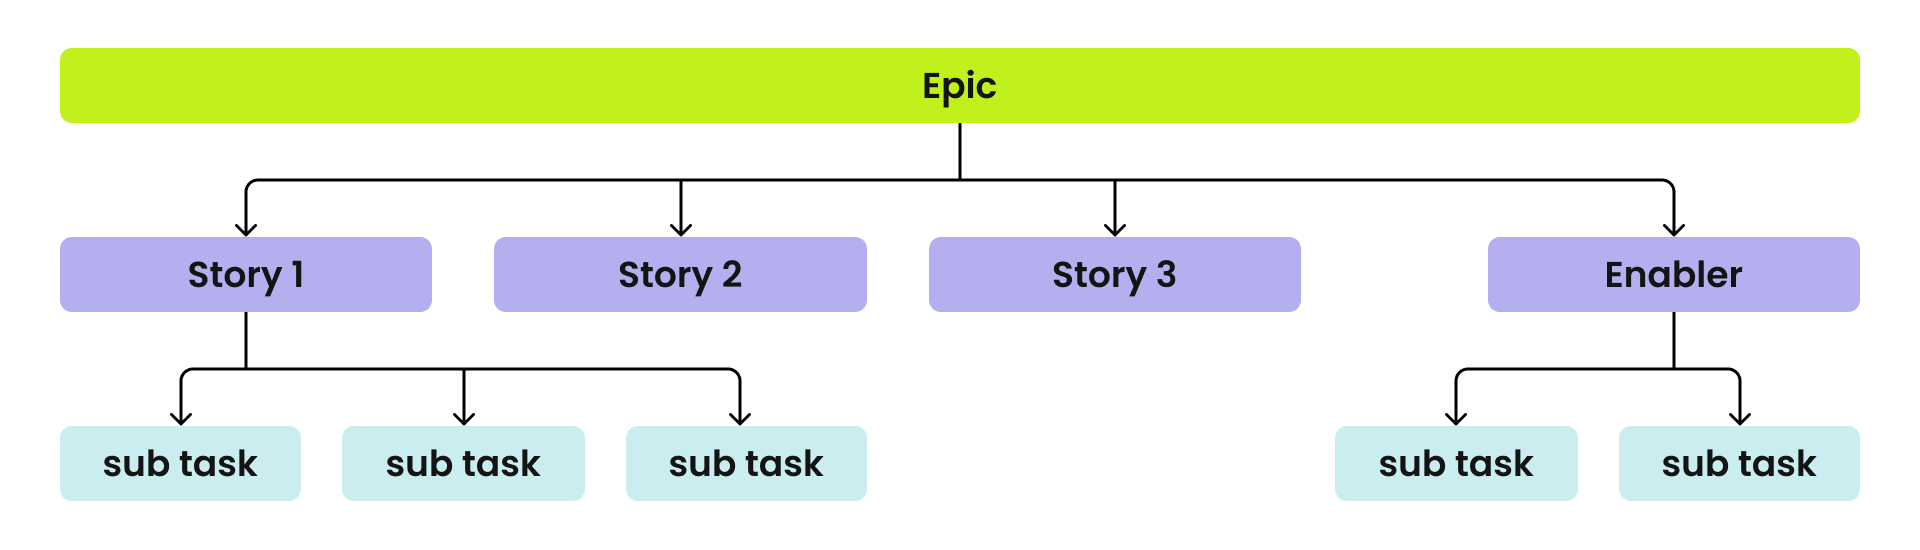 Epic
Story 1
Story 2
Story 3
Enabler
sub task
sub task
sub task
sub task
sub task